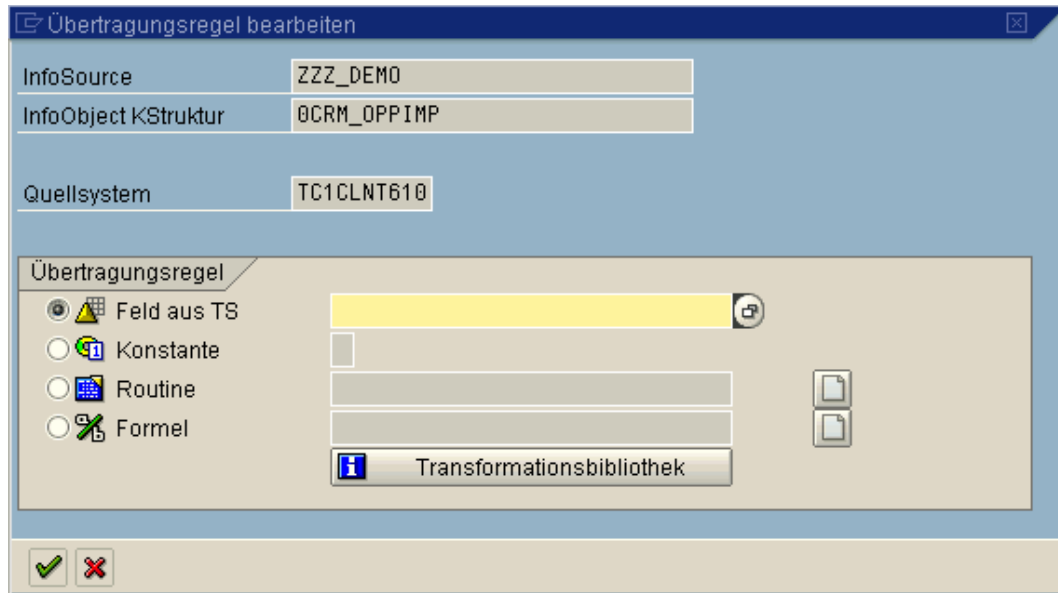 Übertragungsregel bearbeiten
InfoSource ZZZ_DEMO
InfoObject KStruktur 0CRM_OPPIMP
Quellsystem TC1CLNT610
Übertragungsregel
Feld aus TS
Konstante
Routine
Formel
Transformationsbibliothek